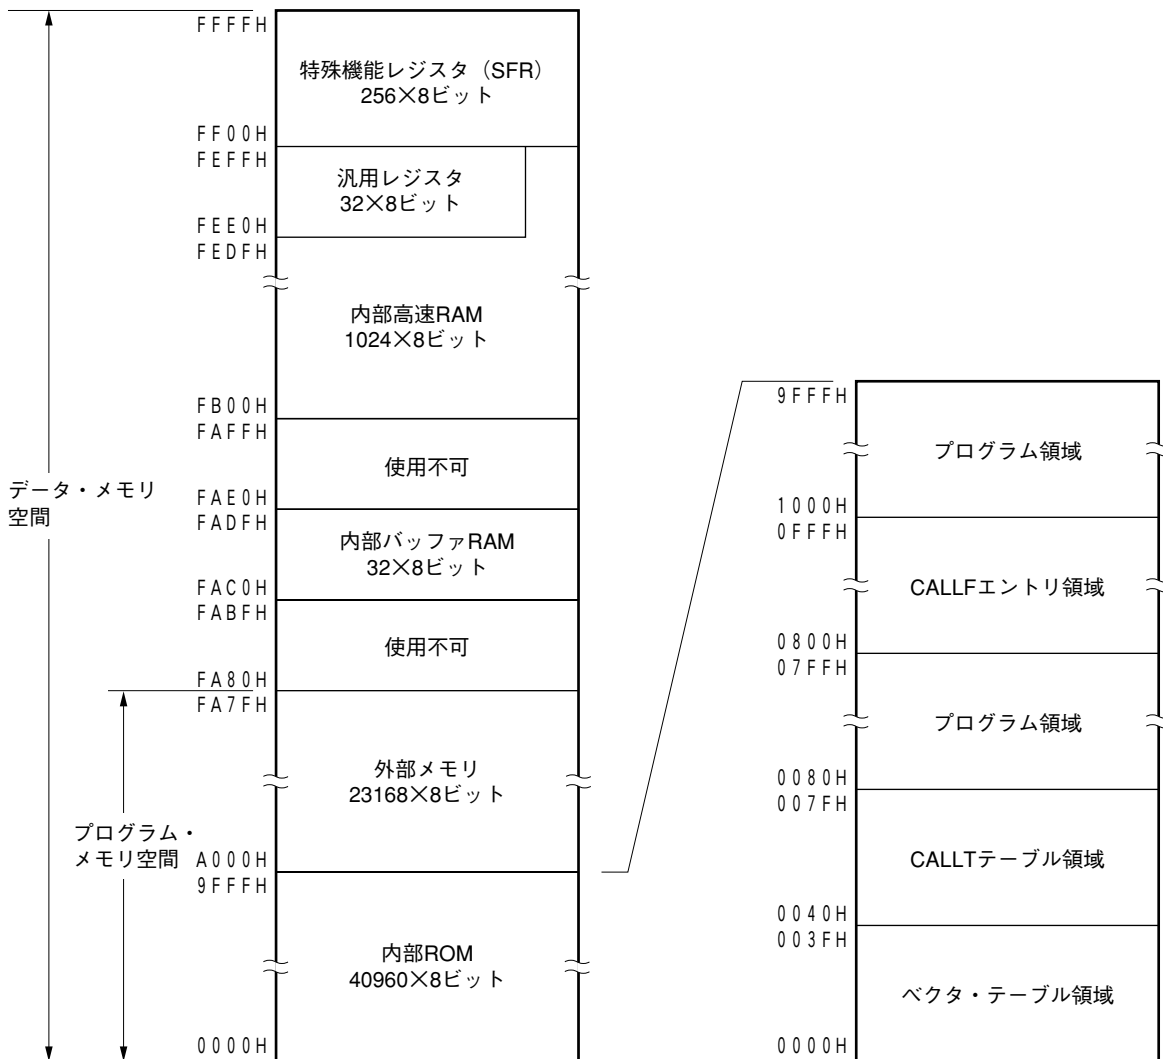 FFFFH
特殊機能レジスタ（SFR）
256×8ビット
FF00H
FEFFH
汎用レジスタ
32×8ビット
FEE0H
FEDFH
内部高速RAM
1024×8ビット
FB00H
FAFFH
使用不可
データ・メモリ
空間
FAE0H
FADFH
内部バッファRAM
32×8ビット
FAC0H
FABFH
使用不可
FA80H
FA7FH
外部メモリ
23168×8ビット
プログラム・
メモリ空間
A000H
9FFFH
内部ROM
40960×8ビット
0000H
9FFFH
プログラム領域
1000H
0FFFH
CALLFエントリ領域
0800H
07FFH
プログラム領域
0080H
007FH
CALLTテーブル領域
0040H
003FH
ベクタ・テーブル領域
0000H